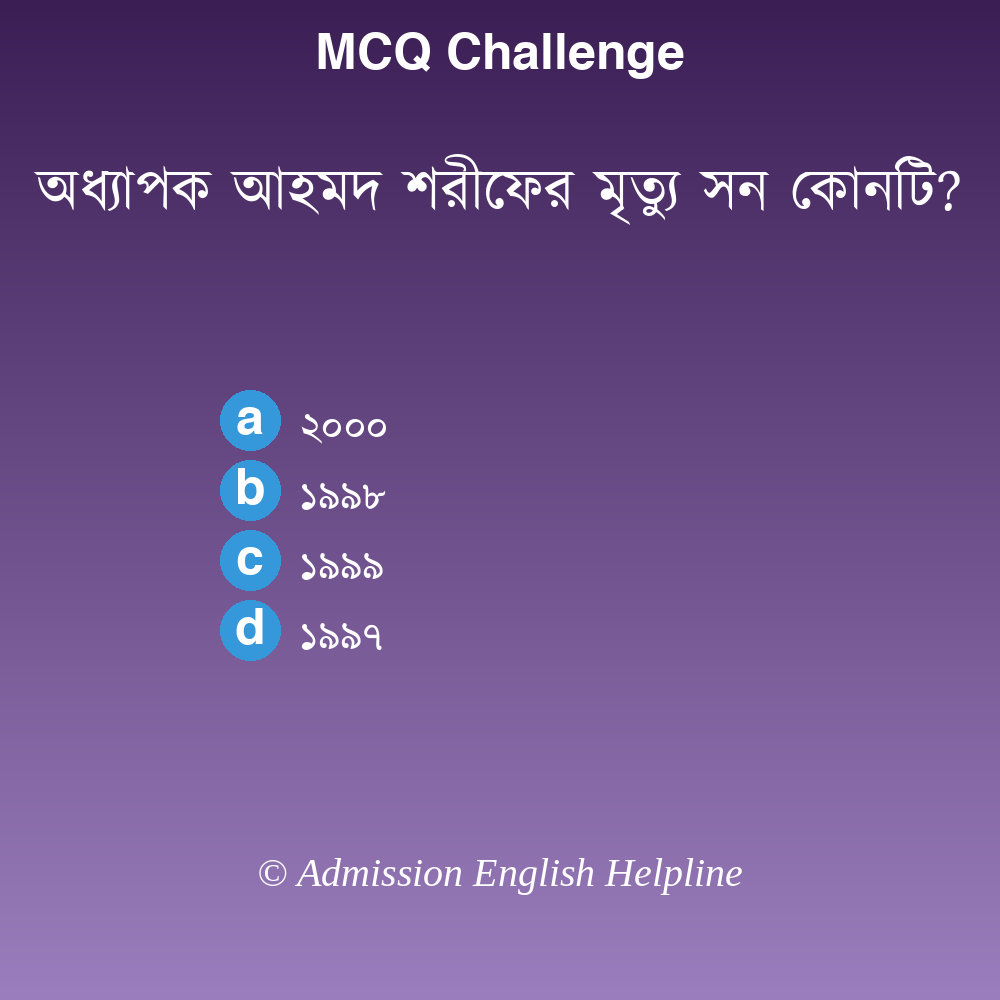 MCQ Challenge
অধ্যাপক আহমদ শরীফের মৃত্যু সন কোনটি?
a ২০০০
b ১৯৯৮
c ১৯৯৯
d ১৯৯৭
© Admission English Helpline